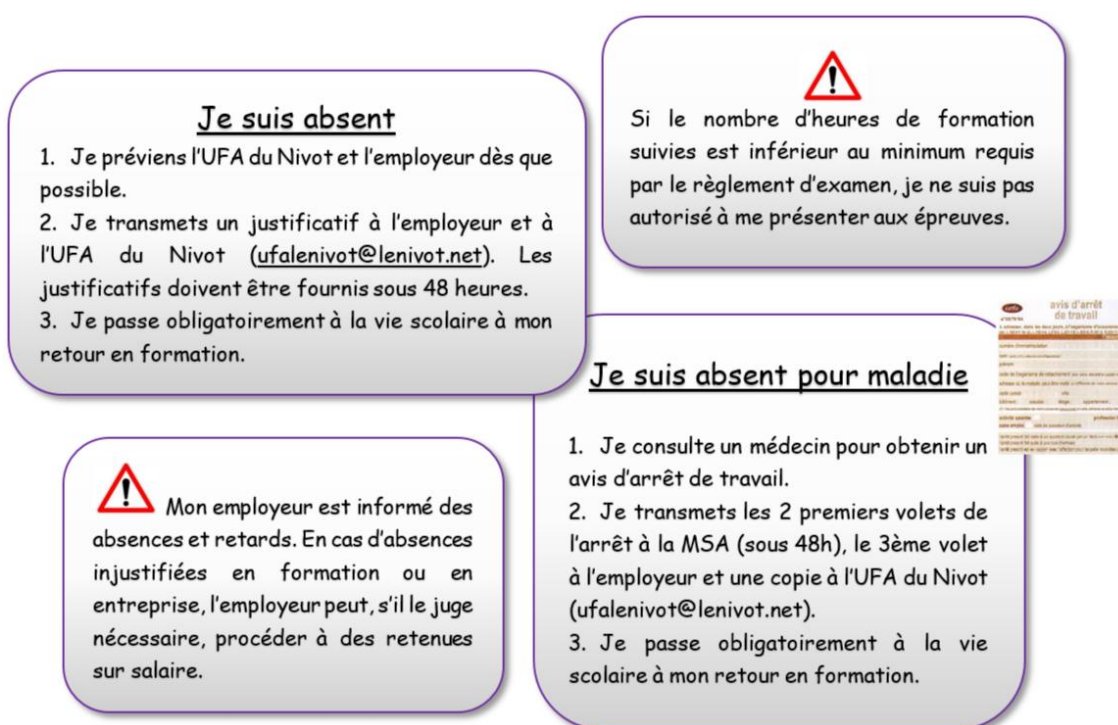 Je suis absent
1. Je préviens l'UFA du Nivot et l'employeur dès que
possible.
2. Je transmets un justificatif à l'employeur et à
l'UFA du Nivot (ufalenivot@lenivot.net). Les
justificatifs doivent être fournis sous 48 heures.
3. Je passe obligatoirement à la vie scolaire à mon
retour en formation.
Si le nombre d'heures de formation
suivies est inférieur au minimum requis
par le règlement d'examen, je ne suis pas
autorisé à me présenter aux épreuves.
Mon employeur est informé des
absences et retards. En cas d'absences
injustifiées en formation ou en
entreprise, l'employeur peut, s'il le juge
nécessaire, procéder à des retenues
sur salaire.
Je suis absent pour maladie
1. Je consulte un médecin pour obtenir un
avis d'arrêt de travail.
2. Je transmets les 2 premiers volets de
l'arrêt à la MSA (sous 48h), le 3ème volet
à l'employeur et une copie à l'UFA du Nivot
(ufalenivot@lenivot.net).
3. Je passe obligatoirement à la vie
scolaire à mon retour en formation.
avis d'arrêt
de travail